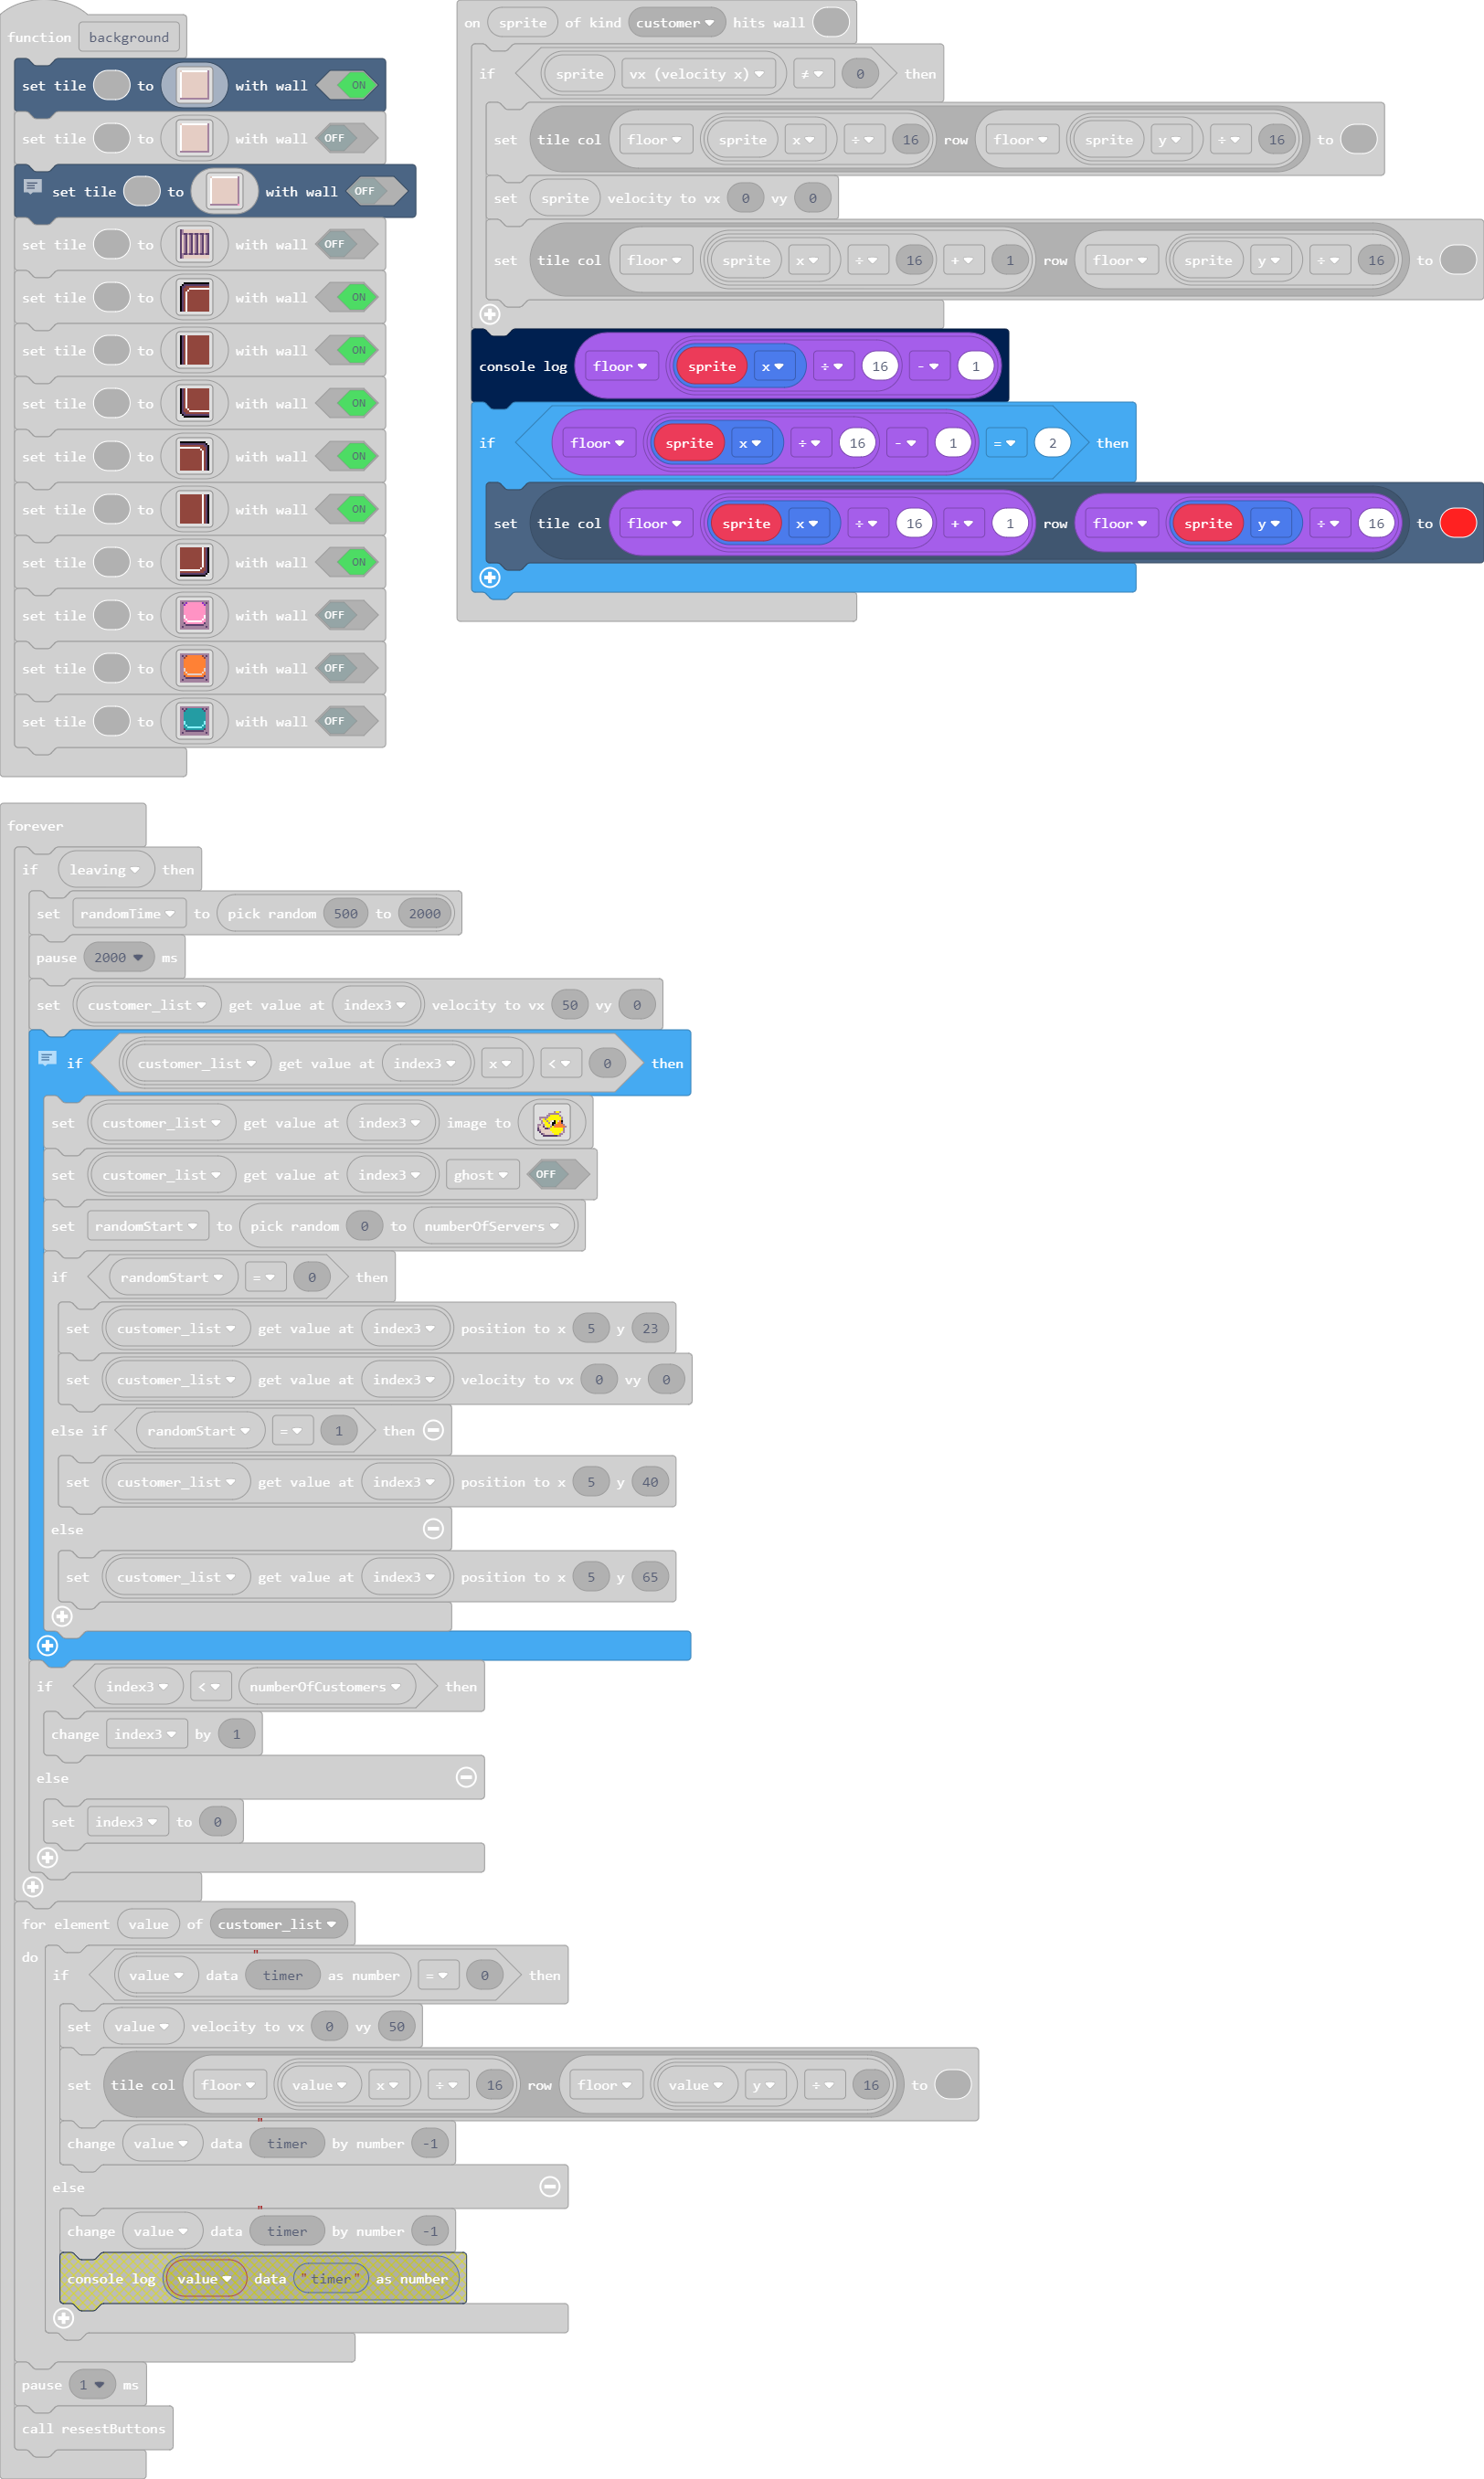 function background
set tile to with wall ON
set tile to with wall OFF
set tile to with wall OFF
set tile to with wall OFF
set tile to with wall ON
set tile to with wall ON
set tile to with wall ON
set tile to with wall ON
set tile to with wall ON
set tile to with wall ON
set tile to with wall OFF
set tile to with wall OFF
set tile to with wall OFF
on sprite of kind customer hits wall
if sprite vx (velocity x) ≠ 0 then
set tile col floor sprite x ÷ 16 row floor sprite y ÷ 16 to
set sprite velocity to vx 0 vy 0
set tile col floor sprite x ÷ 16 + 1 row floor sprite y ÷ 16 to
console log floor sprite x ÷ 16 - 1
if floor sprite x ÷ 16 - 1 = 2 then
set tile col floor sprite x ÷ 16 + 1 row floor sprite y ÷ 16 to
forever
if leaving then
set randomTime to pick random 500 to 2000
pause 2000 ms
set customer_list get value at index3 velocity to vx 50 vy 0
if customer_list get value at index3 x < 0 then
set customer_list get value at index3 image to
set customer_list get value at index3 ghost OFF
set randomStart to pick random 0 to numberOfServers
if randomStart = 0 then
set customer_list get value at index3 position to x 5 y 23
set customer_list get value at index3 velocity to vx 0 vy 0
else if randomStart = 1 then
set customer_list get value at index3 position to x 5 y 40
else
set customer_list get value at index3 position to x 5 y 65
if index3 < numberOfCustomers then
change index3 by 1
else
set index3 to 0
for element value of customer_list
do
if value data "timer as number = 0 then
set value velocity to vx 0 vy 50
set tile col floor value x ÷ 16 row floor value y ÷ 16 to
change value data "timer by number -1
else
change value data "timer by number -1
console log value data "timer" as number
pause 1 ms
call resestButtons